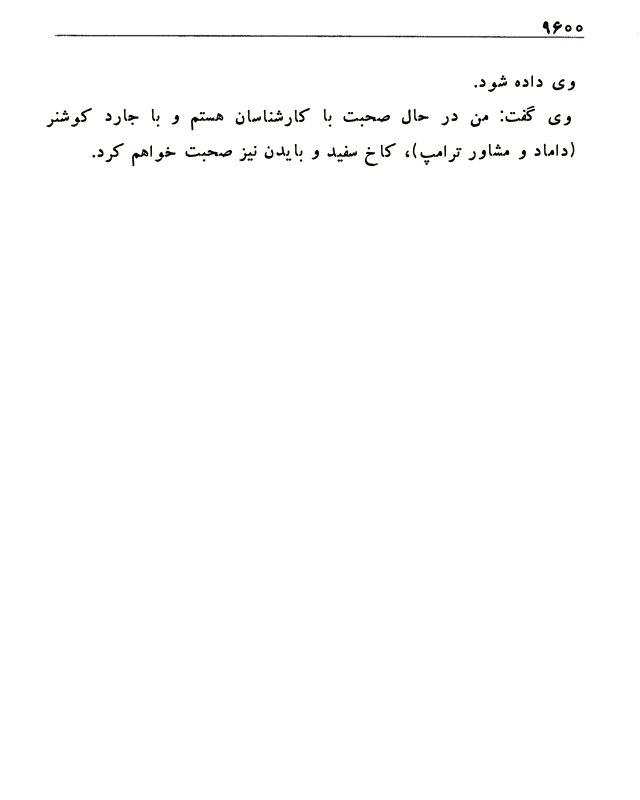 ۹۶۰۰
وی داده شود.
وی گفت: من در حال صحبت با کارشناسان هستم و با جارد کوشنر
(داماد و مشاور ترامپ)، کاخ سفید و بایدن نیز صحبت خواهم کرد.